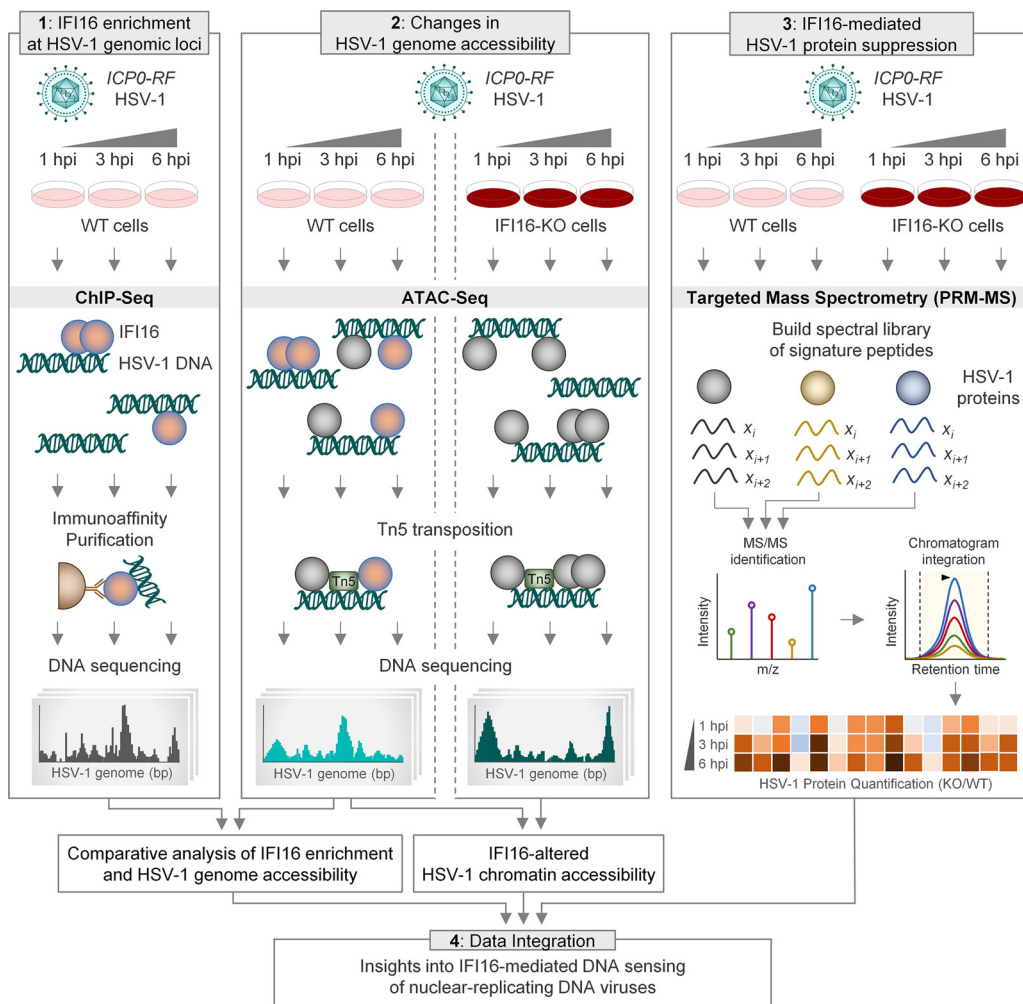 1: IFI16 enrichment
at HSV-1 genomic loci
ICP0-RF
HSV-1
1 hpi 3 hpi 6 hpi
WT cells
ChIP-Seq
IFI16
HSV-1 DNA
Immunoaffinity
Purification
DNA sequencing
HSV-1 genome (bp)
2: Changes in
HSV-1 genome accessibility
ICP0-RF
HSV-1
1 hpi 3 hpi 6 hpi
1 hpi 3 hpi 6 hpi
WT cells
IFI16-KO cells
ATAC-Seq
Tn5 transposition
Tn5
Tn5
DNA sequencing
HSV-1 genome (bp)
HSV-1 genome (bp)
3: IFI16-mediated
HSV-1 protein suppression
ICP0-RF
HSV-1
1 hpi 3 hpi 6 hpi
1 hpi 3 hpi 6 hpi
WT cells
IFI16-KO cells
Targeted Mass Spectrometry (PRM-MS)
Build spectral library
of signature peptides
HSV-1
proteins
xi xi xi
xi+1 xi+1 xi+1
xi+2 xi+2 xi+2
MS/MS
identification
Intensity
m/z
Chromatogram
integration
Intensity
Retention time
1 hpi
3 hpi
6 hpi
HSV-1 Protein Quantification (KO/WT)
Comparative analysis of IFI16 enrichment
and HSV-1 genome accessibility
IFI16-altered
HSV-1 chromatin accessibility
4: Data Integration
Insights into IFI16-mediated DNA sensing
of nuclear-replicating DNA viruses